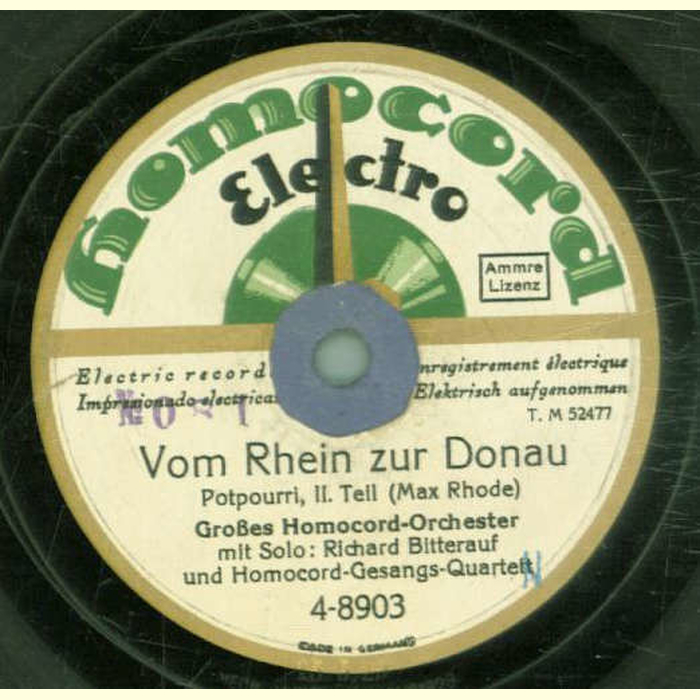 Homocord
Electro
Ammre
Lizenz
Electric record nregistrement électrique
Impresionado electrica Elektrisch aufgenommen
T. M 52477
Vom Rhein zur Donau
Potpourri, II. Teil (Max Rhode)
Großes Homocord-Orchester
mit Solo: Richard Bitterauf
und Homocord-Gesangs-Quartett
N
4-8903
MADE IN GERMANY